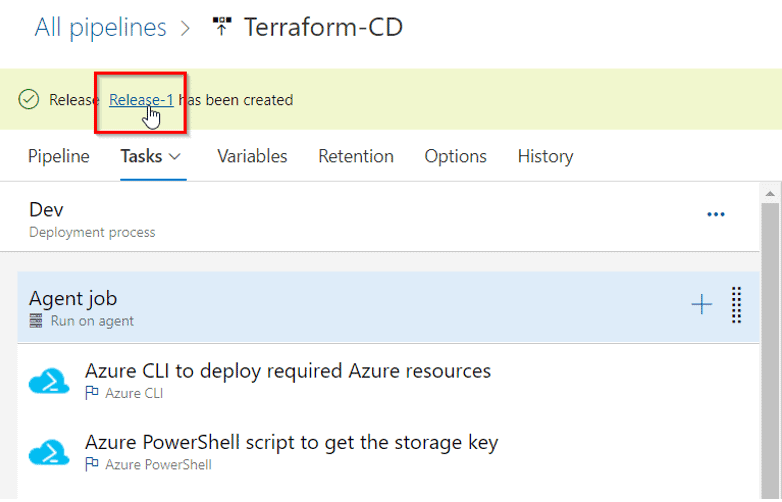 All pipelines > Terraform-CD
Release Release-1 has been created
Pipeline Tasks Variables Retention Options History
Dev
Deployment process
Agent job
Run on agent
Azure CLI to deploy required Azure resources
Azure CLI
Azure PowerShell script to get the storage key
Azure PowerShell